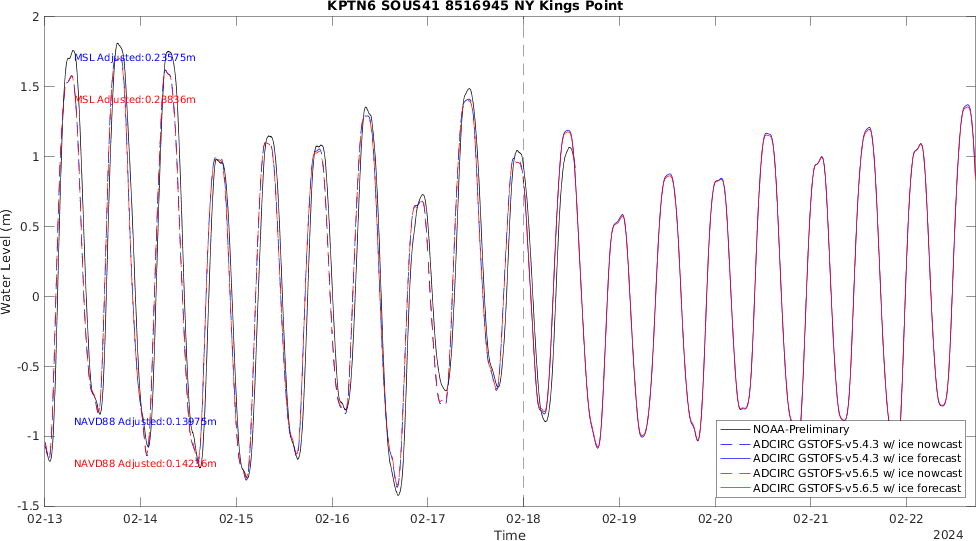 KPTN6 SOUS41 8516945 NY Kings Point
2
MSL Adjusted:0.23575m
1.5
MSL Adjusted:0.23836m
1
0.5
Water Level (m)
0
-0.5
NAVD88 Adjusted:0.13975m
-1
NAVD88 Adjusted:0.14236m
-1.5
NOAA-Preliminary
ADCIRC GSTOFS-v5.4.3 w/ ice nowcast
ADCIRC GSTOFS-v5.4.3 w/ ice forecast
ADCIRC GSTOFS-v5.6.5 w/ ice nowcast
ADCIRC GSTOFS-v5.6.5 w/ ice forecast
02-13 02-14 02-15 02-16 02-17 02-18 02-19 02-20 02-21 02-22
Time
2024